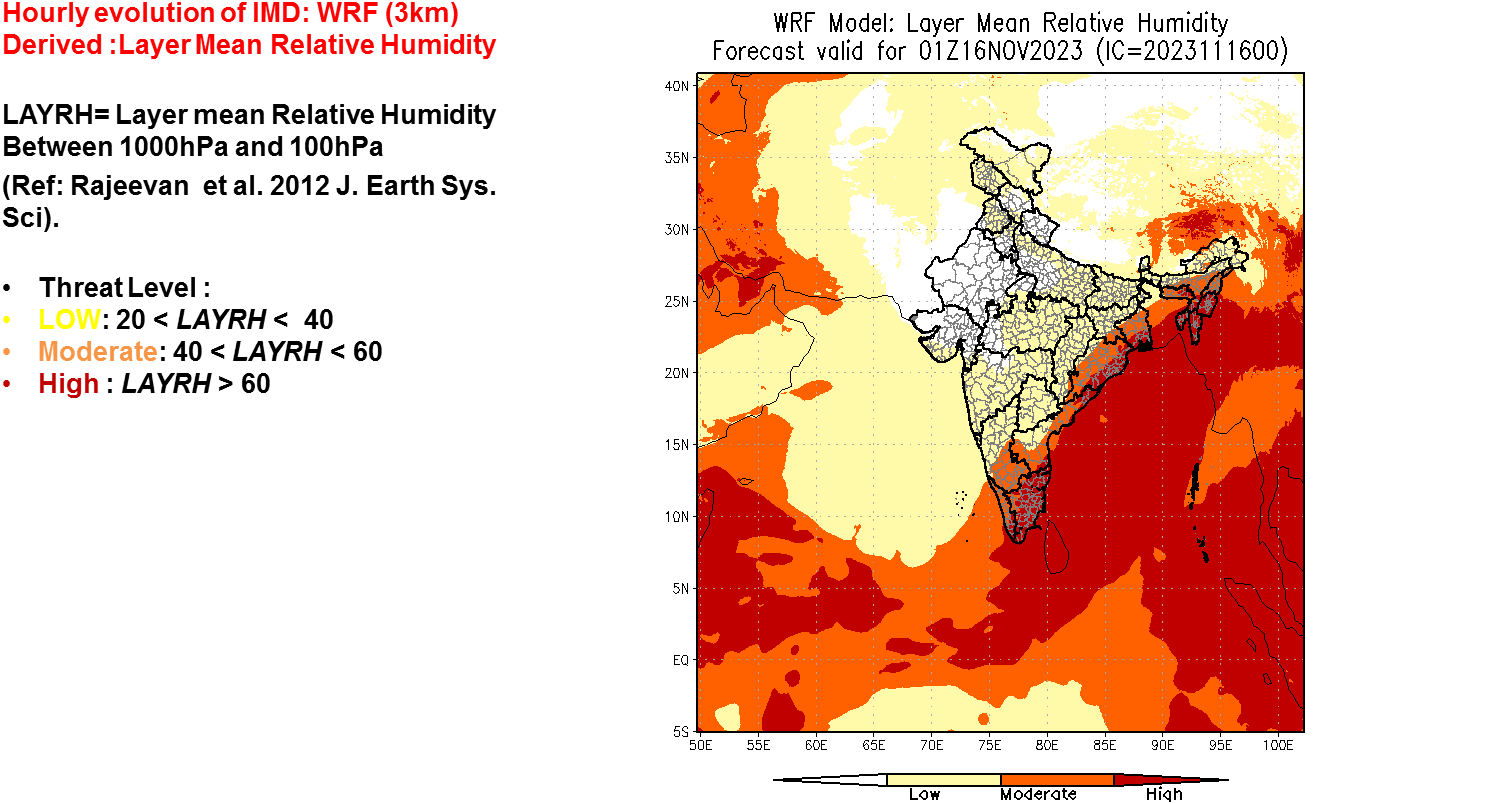 Hourly evolution of IMD: WRF (3km)
Derived :Layer Mean Relative Humidity
LAYRH= Layer mean Relative Humidity
Between 1000hPa and 100hPa
(Ref: Rajeevan et al. 2012 J. Earth Sys.
Sci).
• Threat Level :
• LOW: 20 < LAYRH < 40
• Moderate: 40 < LAYRH < 60
• High : LAYRH > 60
WRF Model: Layer Mean Relative Humidity
Forecast valid for 01Z16NOV2023 (IC=2023111600)
40N
35N
30N
25N
20N
15N
10N
5N
EQ
5S
50E 55E 60E 65E 70E 75E 80E 85E 90E 95E 100E
Low Moderate High